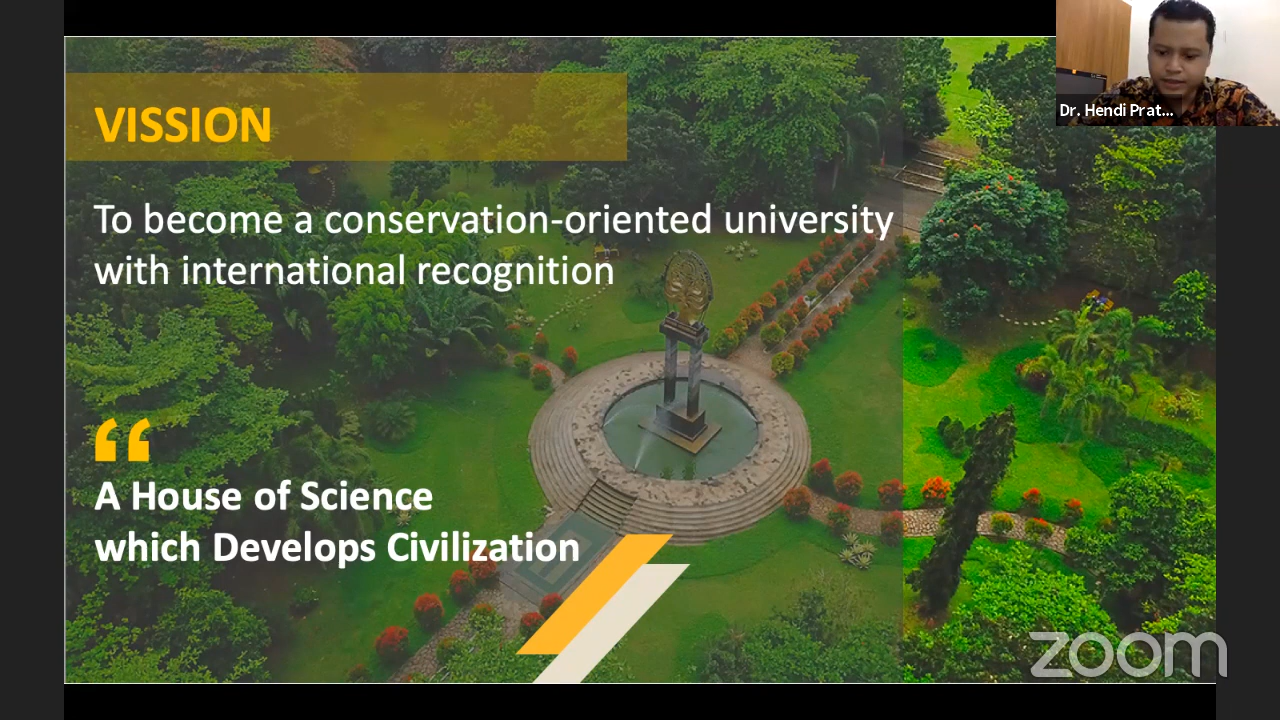 VISSION
To become a conservation-oriented university
with international recognition
“
A House of Science
which Develops Civilization
Dr. Hendi Prat...
zoom